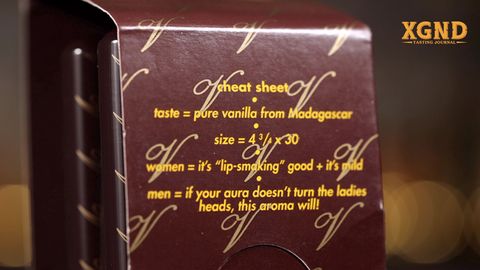 XGND
TASTING JOURNAL
cheat sheet
•
taste = pure vanilla from Madagascar
•
size = 4 3/4 x 30
•
women = it's "lip-smaking" good + it's mild
•
men = if your aura doesn't turn the ladies
heads, this aroma will!